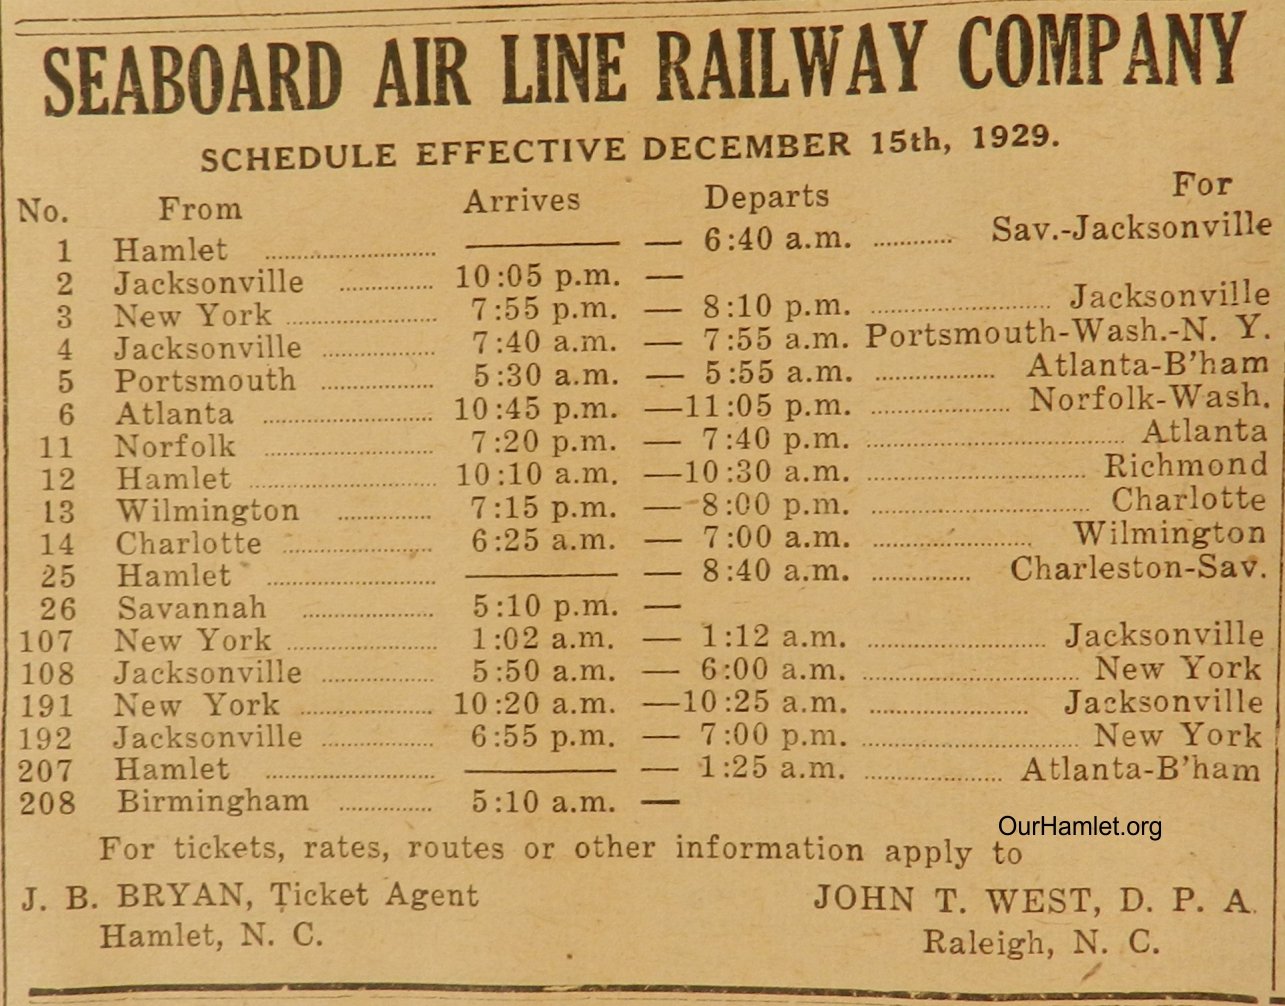 SEABOARD AIR LINE RAILWAY COMPANY
SCHEDULE EFFECTIVE DECEMBER 15th, 1929.
No. From Arrives Departs For
1 Hamlet ........................ ———— — 6:40 a.m. ........... Sav.-Jacksonville
2 Jacksonville ............. 10:05 p.m. —
3 New York ..................... 7:55 p.m. — 8:10 p.m. ......................... Jacksonville
4 Jacksonville ................ 7:40 a.m. — 7:55 a.m. Portsmouth-Wash.-N. Y.
5 Portsmouth ................ 5:30 a.m. — 5:55 a.m. ................. Atlanta-B'ham
6 Atlanta ........................ 10:45 p.m. —11:05 p.m. .................... Norfolk-Wash.
11 Norfolk ........................ 7:20 p.m. — 7:40 p.m. ..................................... Atlanta
12 Hamlet .......................... 10:10 a.m. —10:30 a.m. ............................... Richmond
13 Wilmington ............. 7:15 p.m. — 8:00 p.m. ............................... Charlotte
14 Charlotte ..................... 6:25 a.m. — 7:00 a.m. ...................... Wilmington
25 Hamlet ........................ ———— — 8:40 a.m. .............. Charleston-Sav.
26 Savannah ................... 5:10 p.m. —
107 New York ..................... 1:02 a.m. — 1:12 a.m. ......................... Jacksonville
108 Jacksonville ................ 5:50 a.m. — 6:00 a.m. ............................... New York
191 New York ................... 10:20 a.m. —10:25 a.m. ...................... Jacksonville
192 Jacksonville ................ 6:55 p.m. — 7:00 p.m. ............................... New York
207 Hamlet ........................ ———— — 1:25 a.m. ................... Atlanta-B'ham
208 Birmingham ............. 5:10 a.m. —
OurHamlet.org
For tickets, rates, routes or other information apply to
J. B. BRYAN, Ticket Agent JOHN T. WEST, D. P. A.
Hamlet, N. C. Raleigh, N. C.